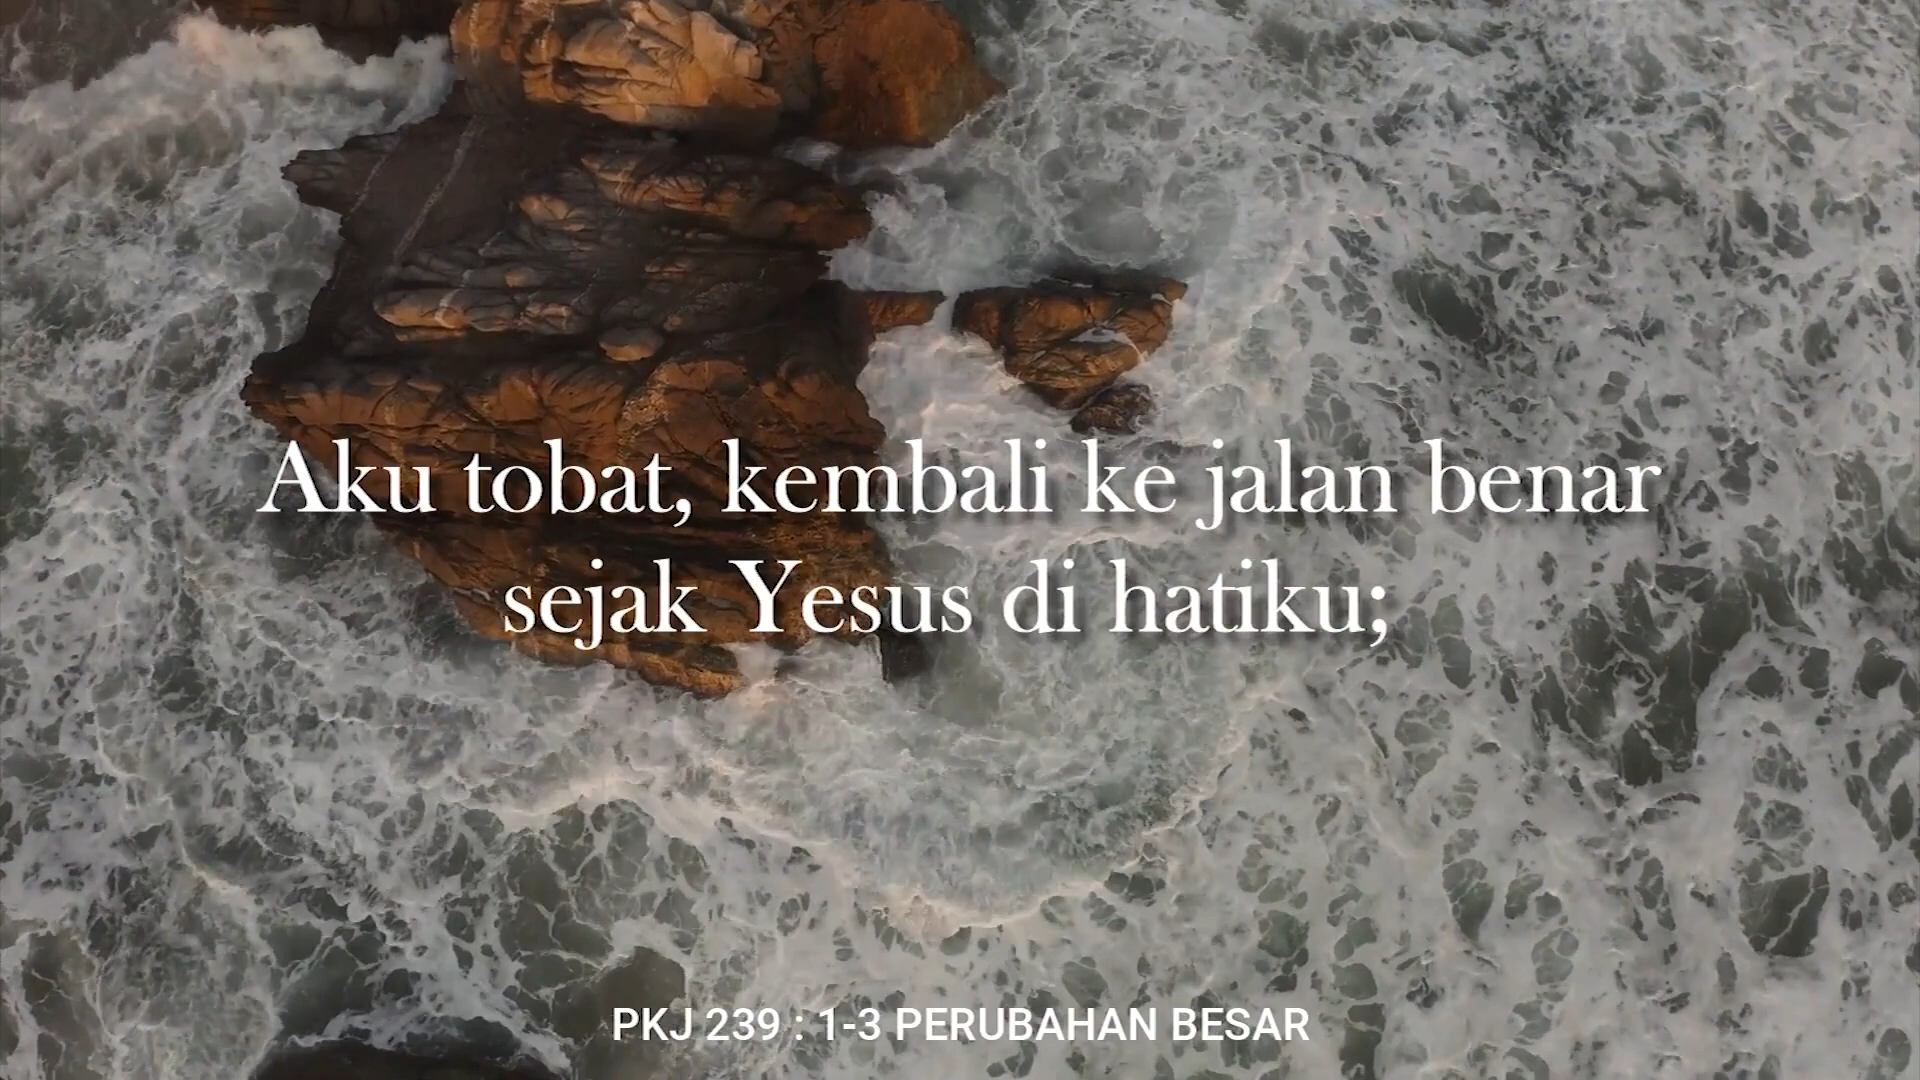 Aku tobat, kembali ke jalan benar
sejak Yesus di hatiku;
PKJ 239 : 1-3 PERUBAHAN BESAR